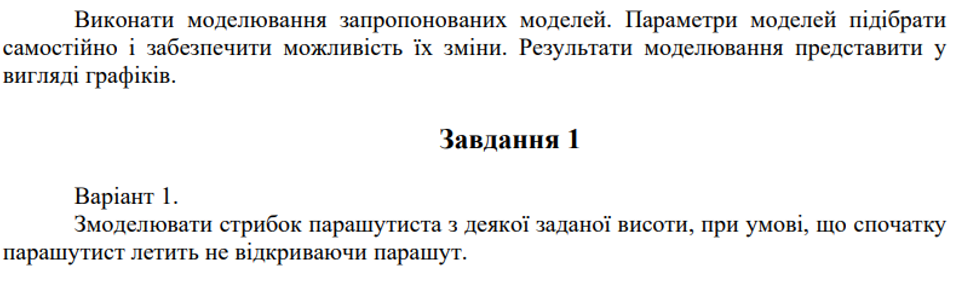 Виконати моделювання запропонованих моделей. Параметри моделей підібрати
самостійно і забезпечити можливість їх зміни. Результати моделювання представити у
вигляді графіків.
Завдання 1
Варіант 1.
Змоделювати стрибок парашутиста з деякої заданої висоти, при умові, що спочатку
парашутист летить не відкриваючи парашут.